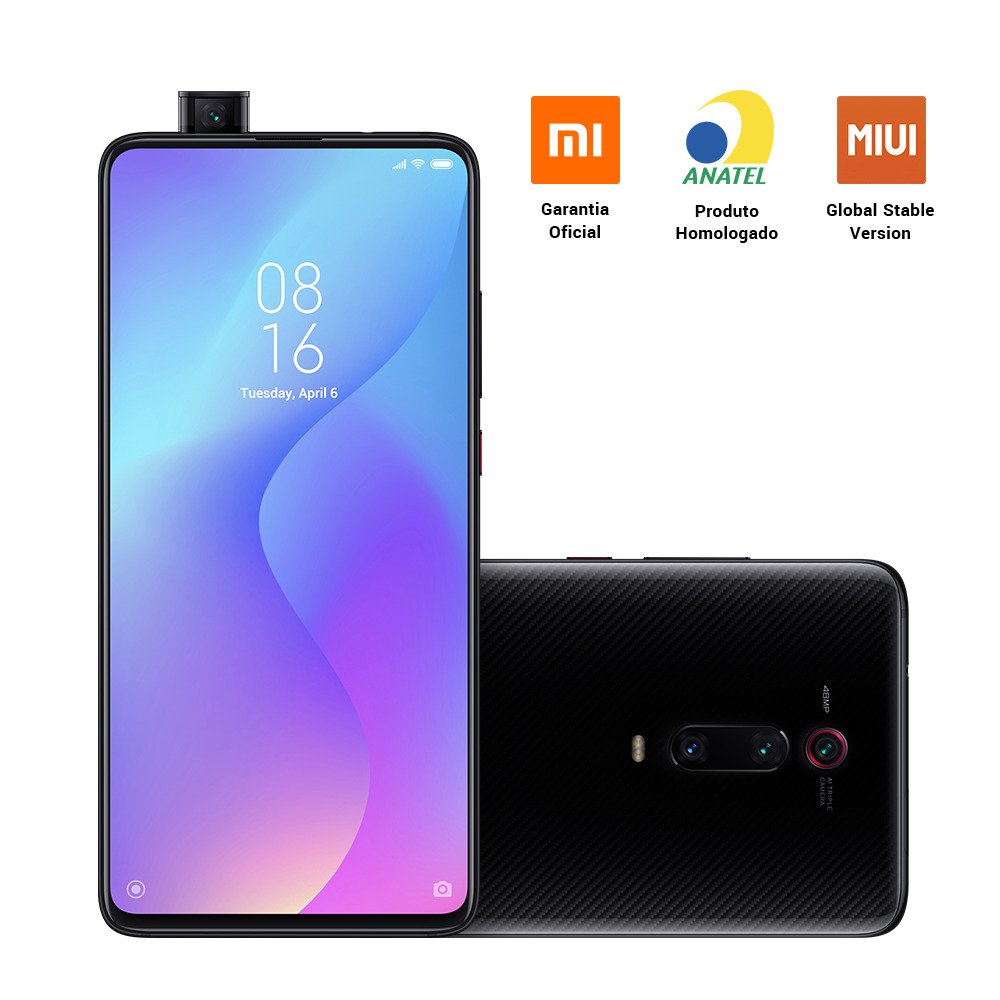 08
16
Tuesday, April 6
mi
Garantia
Oficial
ANATEL
Produto
Homologado
MIUI
Global Stable
Version
48MP
AI TRIPLE
CAMERA